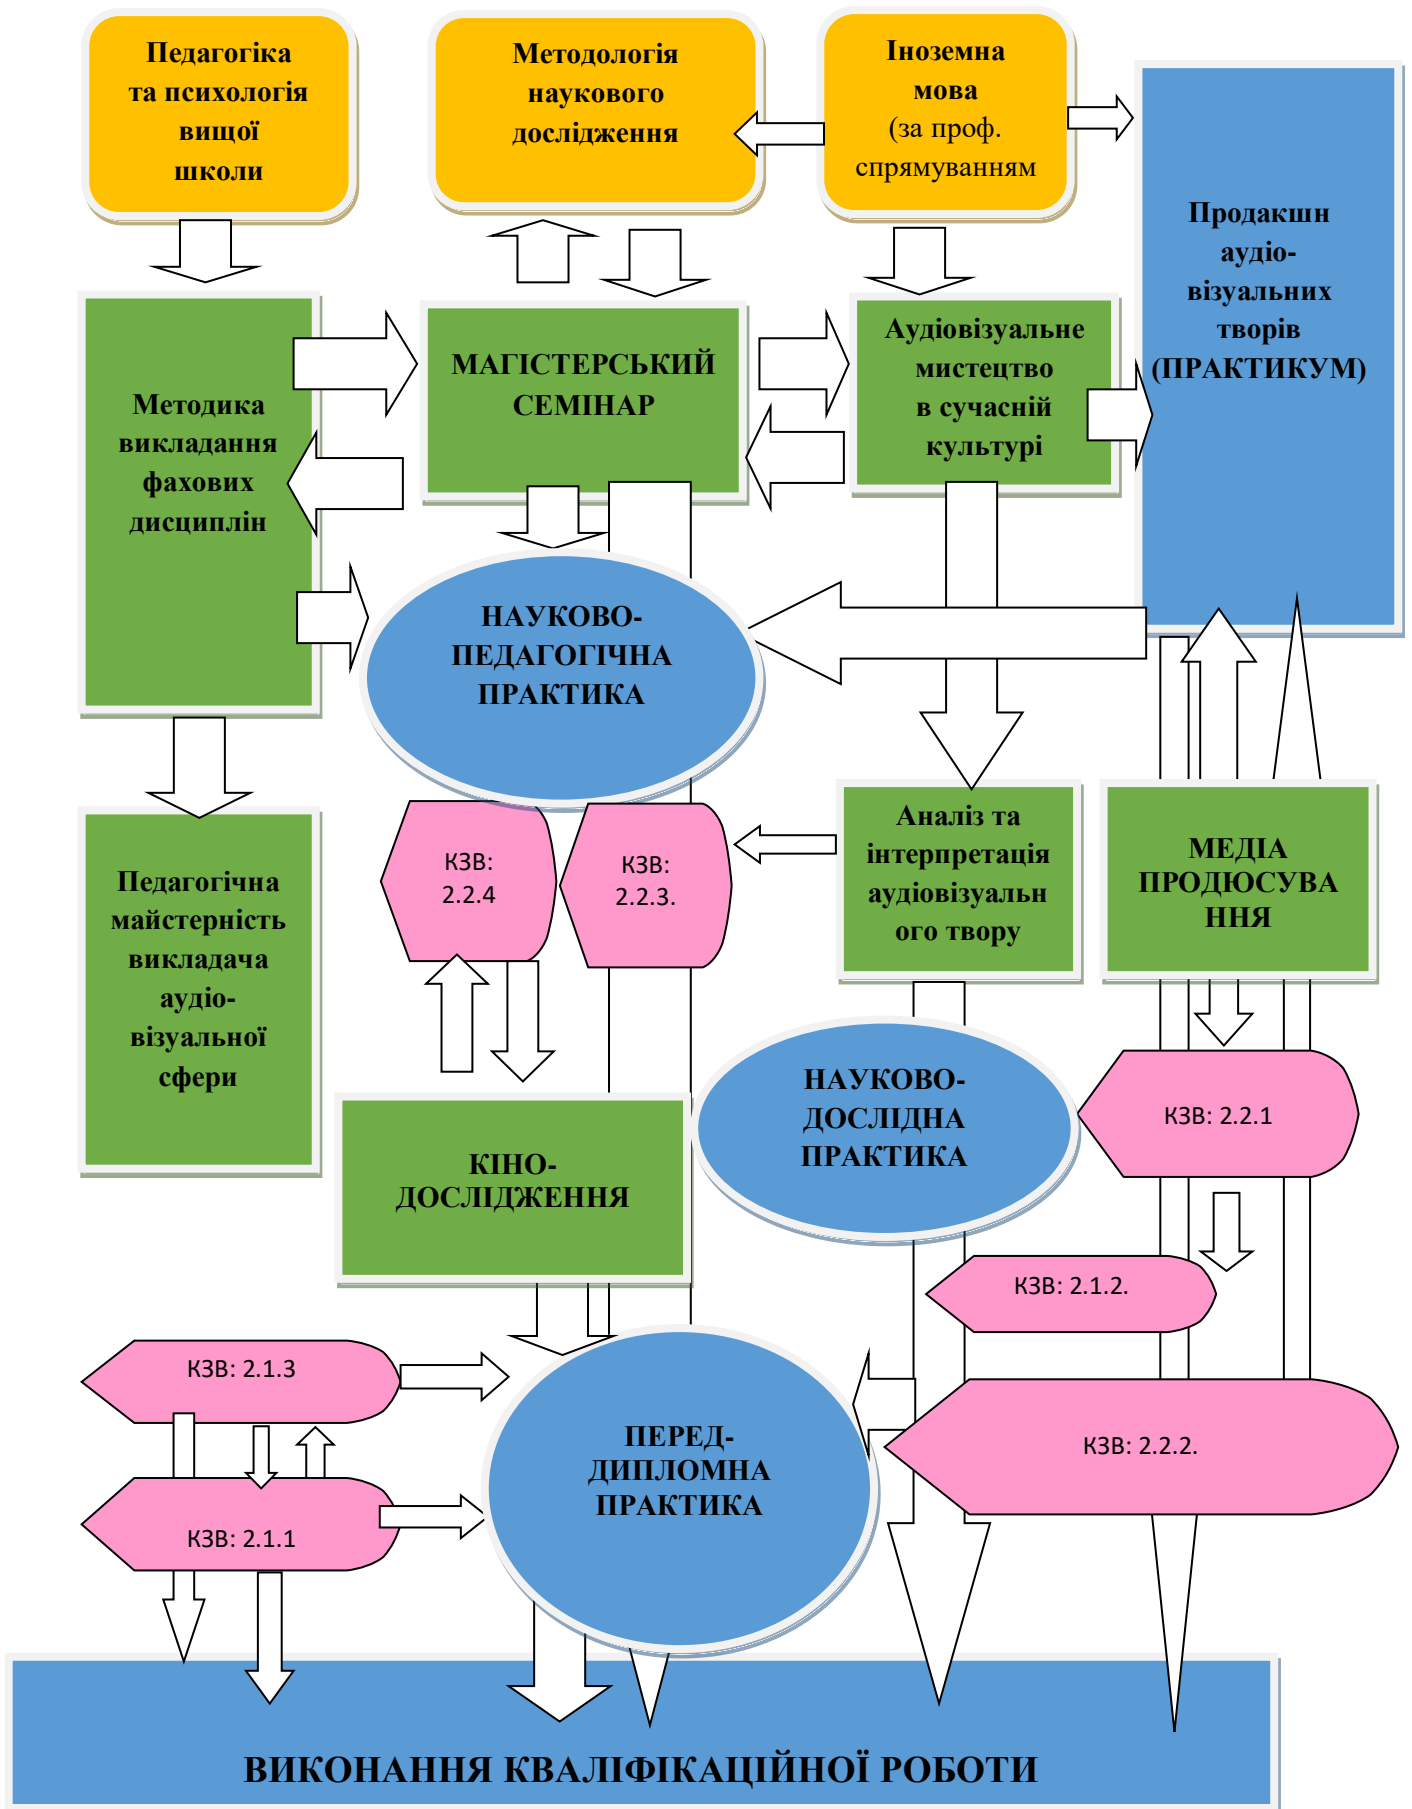 Педагогіка
та психологія
вищої
школи
Методологія
наукового
дослідження
Іноземна
мова
(за проф.
спрямуванням
Продакшн
аудіо-
візуальних
творів
(ПРАКТИКУМ)
Методика
викладання
фахових
дисциплін
МАГІСТЕРСЬКИЙ
СЕМІНАР
Аудіовізуальне
мистецтво
в сучасній
культурі
НАУКОВО-
ПЕДАГОГІЧНА
ПРАКТИКА
Педагогічна
майстерність
викладача
аудіо-
візуальної
сфери
КЗВ:
2.2.4
КЗВ:
2.2.3.
Аналіз та
інтерпретація
аудіовізуальн
ого твору
МЕДІА
ПРОДЮСУВА
ННЯ
НАУКОВО-
ДОСЛІДНА
ПРАКТИКА
КЗВ: 2.2.1
КІНО-
ДОСЛІДЖЕННЯ
КЗВ: 2.1.2.
КЗВ: 2.1.3
ПЕРЕД-
ДИПЛОМНА
ПРАКТИКА
КЗВ: 2.2.2.
КЗВ: 2.1.1
ВИКОНАННЯ КВАЛІФІКАЦІЙНОЇ РОБОТИ